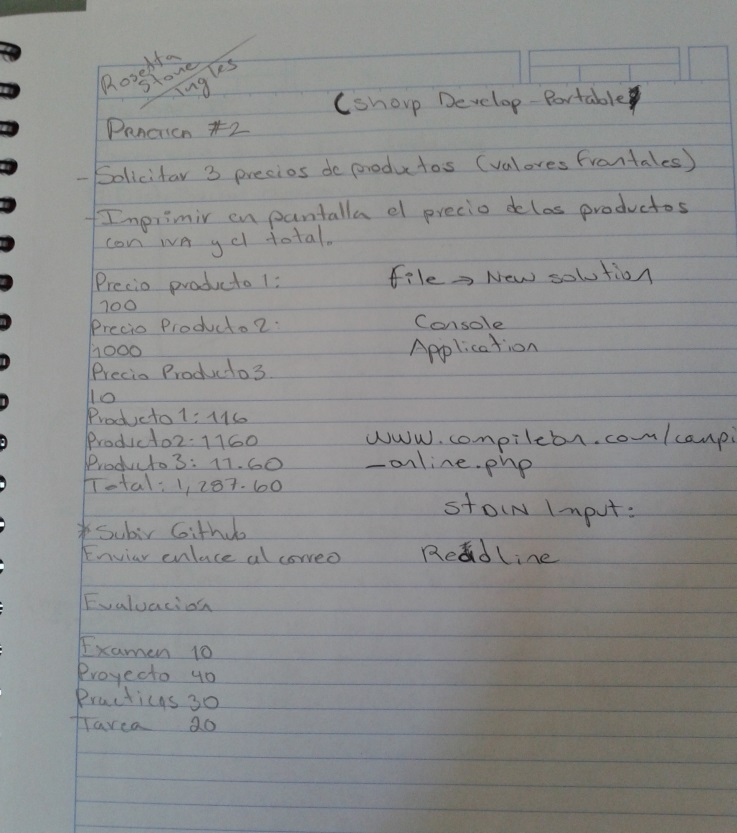 Rosetta
Stone
Ingles
Csharp Develop - Portable
Practica #2
- Solicitar 3 precios de productos (valores frontales)
- Imprimir en pantalla el precio de los productos
con IVA y el total.
Precio producto 1:
100
Precio Producto 2:
1000
Precio Producto 3
10
Producto 1: 116
Producto 2: 1160
Producto 3: 11.60
Total: 1,287.60
* Subir Github
Enviar enlace al correo
Evaluación
Examen 10
Proyecto 40
Practicas 30
Tarea 20
file → New solution
Console
Application
www.compileon.com/compi
-online.php
StDIN Input:
Readline